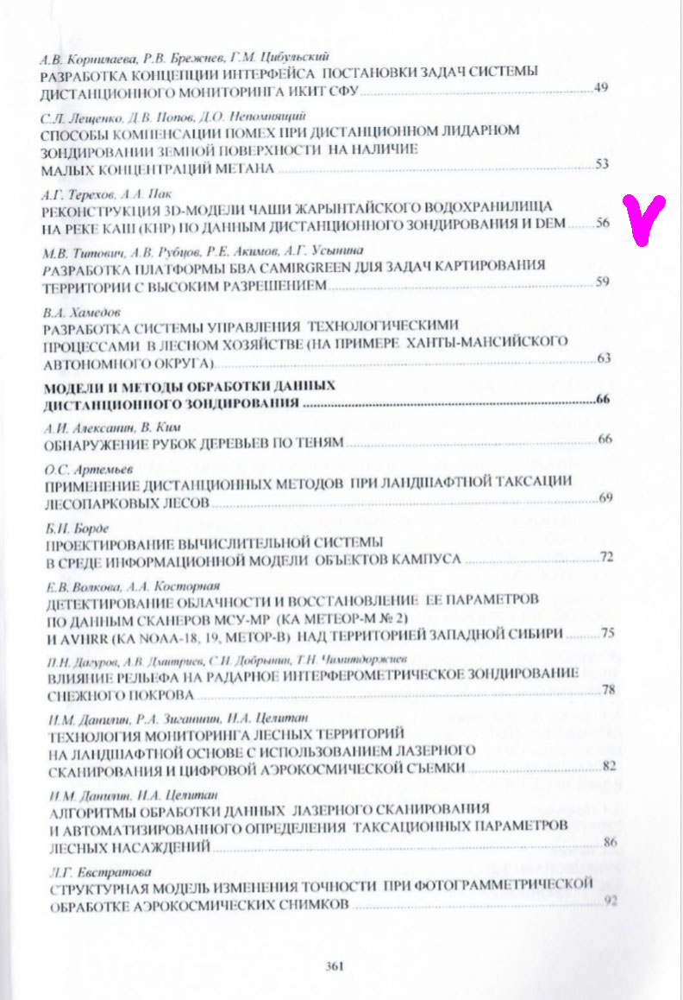 А.В. Корнилаева, Р.В. Брежнев, Г.М. Цибульский
РАЗРАБОТКА КОНЦЕПЦИИ ИНТЕРФЕЙСА ПОСТАНОВКИ ЗАДАЧ СИСТЕМЫ
ДИСТАНЦИОННОГО МОНИТОРИНГА ИКИТ СФУ 49
С.Л. Лещенко, Д.В. Попов, Д.О. Непомнящий
СПОСОБЫ КОМПЕНСАЦИИ ПОМЕХ ПРИ ДИСТАНЦИОННОМ ЛИДАРНОМ
ЗОНДИРОВАНИИ ЗЕМНОЙ ПОВЕРХНОСТИ НА НАЛИЧИЕ
МАЛЫХ КОНЦЕНТРАЦИЙ МЕТАНА 53
А.Г. Терехов, А.А. Пак
РЕКОНСТРУКЦИЯ 3D-МОДЕЛИ ЧАШИ ЖАРЫНТАЙСКОГО ВОДОХРАНИЛИЩА
НА РЕКЕ КАШ (КНР) ПО ДАННЫМ ДИСТАНЦИОННОГО ЗОНДИРОВАНИЯ И DEM 56
М.В. Титович, А.В. Рубцов, Р.Е. Акимов, А.Г. Усынина
РАЗРАБОТКА ПЛАТФОРМЫ БВА CAMIRGREEN ДЛЯ ЗАДАЧ КАРТИРОВАНИЯ
ТЕРРИТОРИИ С ВЫСОКИМ РАЗРЕШЕНИЕМ 59
В.А. Хамедов
РАЗРАБОТКА СИСТЕМЫ УПРАВЛЕНИЯ ТЕХНОЛОГИЧЕСКИМИ
ПРОЦЕССАМИ В ЛЕСНОМ ХОЗЯЙСТВЕ (НА ПРИМЕРЕ ХАНТЫ-МАНСИЙСКОГО
АВТОНОМНОГО ОКРУГА) 63
МОДЕЛИ И МЕТОДЫ ОБРАБОТКИ ДАННЫХ
ДИСТАНЦИОННОГО ЗОНДИРОВАНИЯ 66
А.И. Алексанин, В. Ким
ОБНАРУЖЕНИЕ РУБОК ДЕРЕВЬЕВ ПО ТЕНЯМ 66
О.С. Артемьев
ПРИМЕНЕНИЕ ДИСТАНЦИОННЫХ МЕТОДОВ ПРИ ЛАНДШАФТНОЙ ТАКСАЦИИ
ЛЕСОПАРКОВЫХ ЛЕСОВ 69
Б.И. Борде
ПРОЕКТИРОВАНИЕ ВЫЧИСЛИТЕЛЬНОЙ СИСТЕМЫ
В СРЕДЕ ИНФОРМАЦИОННОЙ МОДЕЛИ ОБЪЕКТОВ КАМПУСА 72
Е.В. Волкова, А.А. Косторная
ДЕТЕКТИРОВАНИЕ ОБЛАЧНОСТИ И ВОССТАНОВЛЕНИЕ ЕЕ ПАРАМЕТРОВ
ПО ДАННЫМ СКАНЕРОВ МСУ-МР (КА МЕТЕОР-М № 2)
И AVHRR (КА NOAA-18, 19, МЕТОР-В) НАД ТЕРРИТОРИЕЙ ЗАПАДНОЙ СИБИРИ 75
П.Н. Дагуров, А.В. Дмитриев, С.И. Добрынин, Т.Н. Чимитдоржиев
ВЛИЯНИЕ РЕЛЬЕФА НА РАДАРНОЕ ИНТЕРФЕРОМЕТРИЧЕСКОЕ ЗОНДИРОВАНИЕ
СНЕЖНОГО ПОКРОВА 78
И.М. Данилин, Р.А. Зиганшин, И.А. Целитан
ТЕХНОЛОГИЯ МОНИТОРИНГА ЛЕСНЫХ ТЕРРИТОРИЙ
НА ЛАНДШАФТНОЙ ОСНОВЕ С ИСПОЛЬЗОВАНИЕМ ЛАЗЕРНОГО
СКАНИРОВАНИЯ И ЦИФРОВОЙ АЭРОКОСМИЧЕСКОЙ СЪЕМКИ 82
И.М. Данилин, И.А. Целитан
АЛГОРИТМЫ ОБРАБОТКИ ДАННЫХ ЛАЗЕРНОГО СКАНИРОВАНИЯ
И АВТОМАТИЗИРОВАННОГО ОПРЕДЕЛЕНИЯ ТАКСАЦИОННЫХ ПАРАМЕТРОВ
ЛЕСНЫХ НАСАЖДЕНИЙ 86
Л.Г. Евстратова
СТРУКТУРНАЯ МОДЕЛЬ ИЗМЕНЕНИЯ ТОЧНОСТИ ПРИ ФОТОГРАММЕТРИЧЕСКОЙ
ОБРАБОТКЕ АЭРОКОСМИЧЕСКИХ СНИМКОВ 92
361